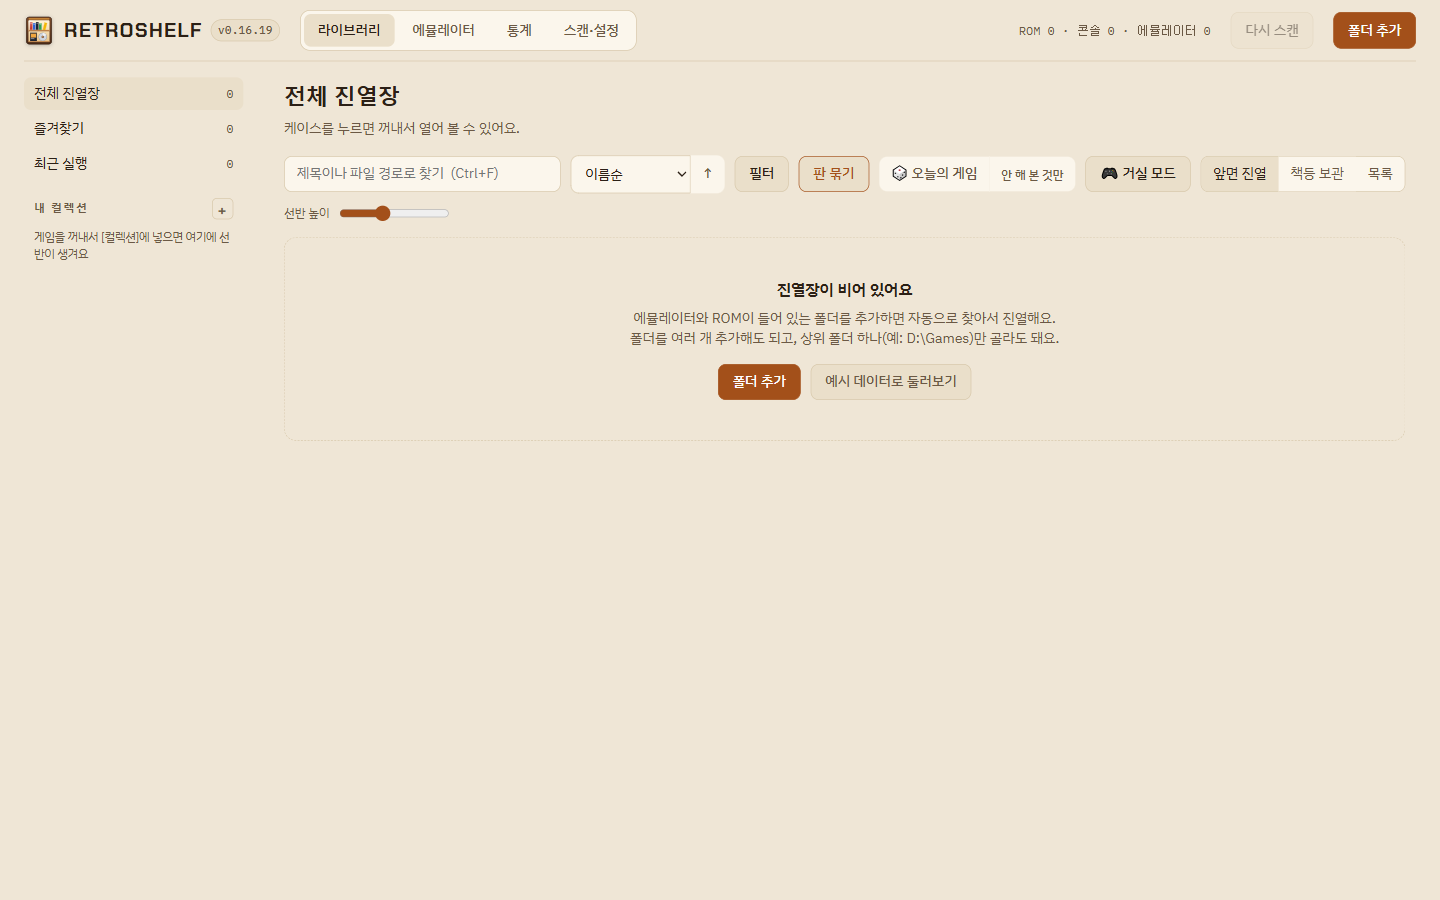 RETROSHELF v0.16.19 라이브러리 에뮬레이터 통계 스캔·설정 ROM 0 · 콘솔 0 · 에뮬레이터 0 다시 스캔 폴더 추가
전체 진열장 0
즐겨찾기 0
최근 실행 0
내 컬렉션 +
게임을 꺼내서 [컬렉션]에 넣으면 여기에 선
반이 생겨요
전체 진열장
케이스를 누르면 꺼내서 열어 볼 수 있어요.
제목이나 파일 경로로 찾기 (Ctrl+F) 이름순 ↑ 필터 판 묶기 오늘의 게임 안 해 본 것만 거실 모드 앞면 진열 책등 보관 목록
선반 높이
진열장이 비어 있어요
에뮬레이터와 ROM이 들어 있는 폴더를 추가하면 자동으로 찾아서 진열해요.
폴더를 여러 개 추가해도 되고, 상위 폴더 하나(예: D:\Games)만 골라도 돼요.
폴더 추가 예시 데이터로 둘러보기